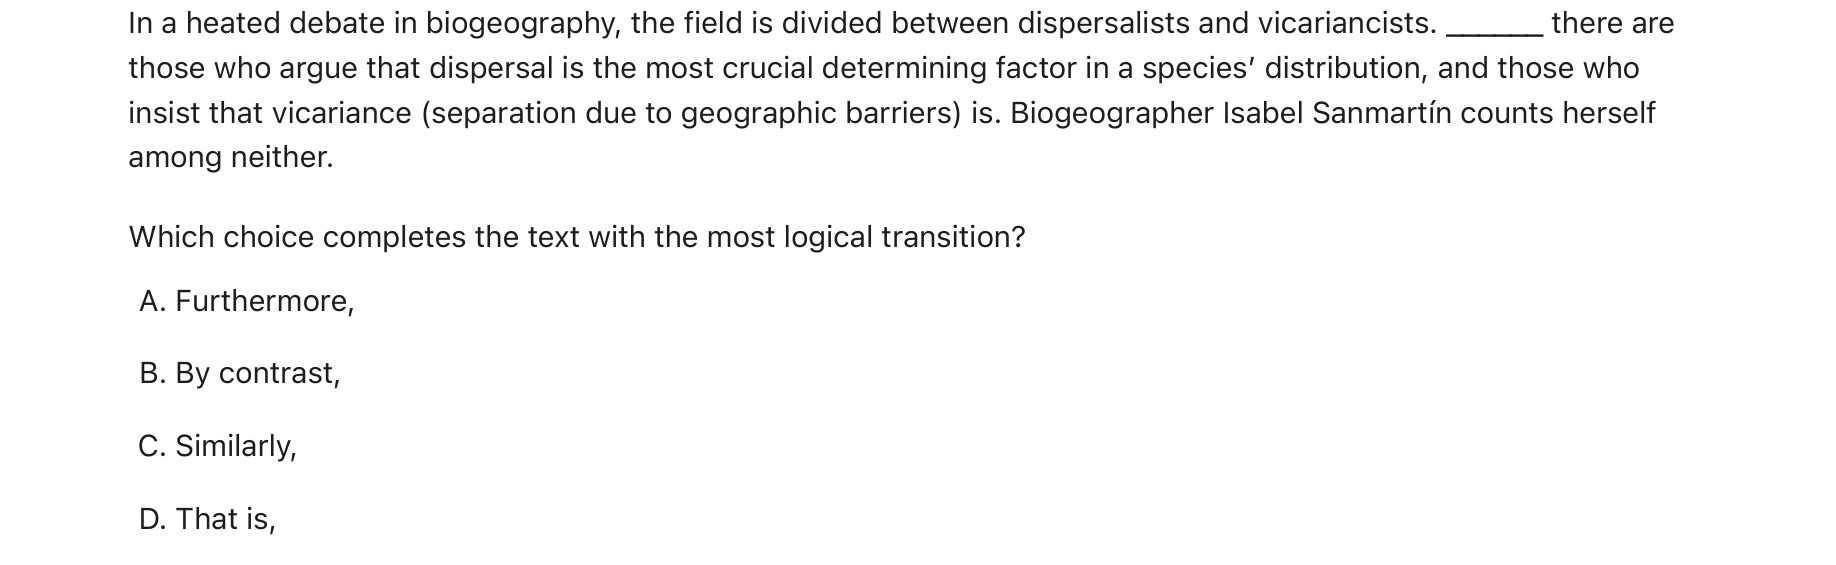 In a heated debate in biogeography, the field is divided between dispersalists and vicariancists. ______ there are
those who argue that dispersal is the most crucial determining factor in a species’ distribution, and those who
insist that vicariance (separation due to geographic barriers) is. Biogeographer Isabel Sanmartín counts herself
among neither.
Which choice completes the text with the most logical transition?
A. Furthermore,
B. By contrast,
C. Similarly,
D. That is,